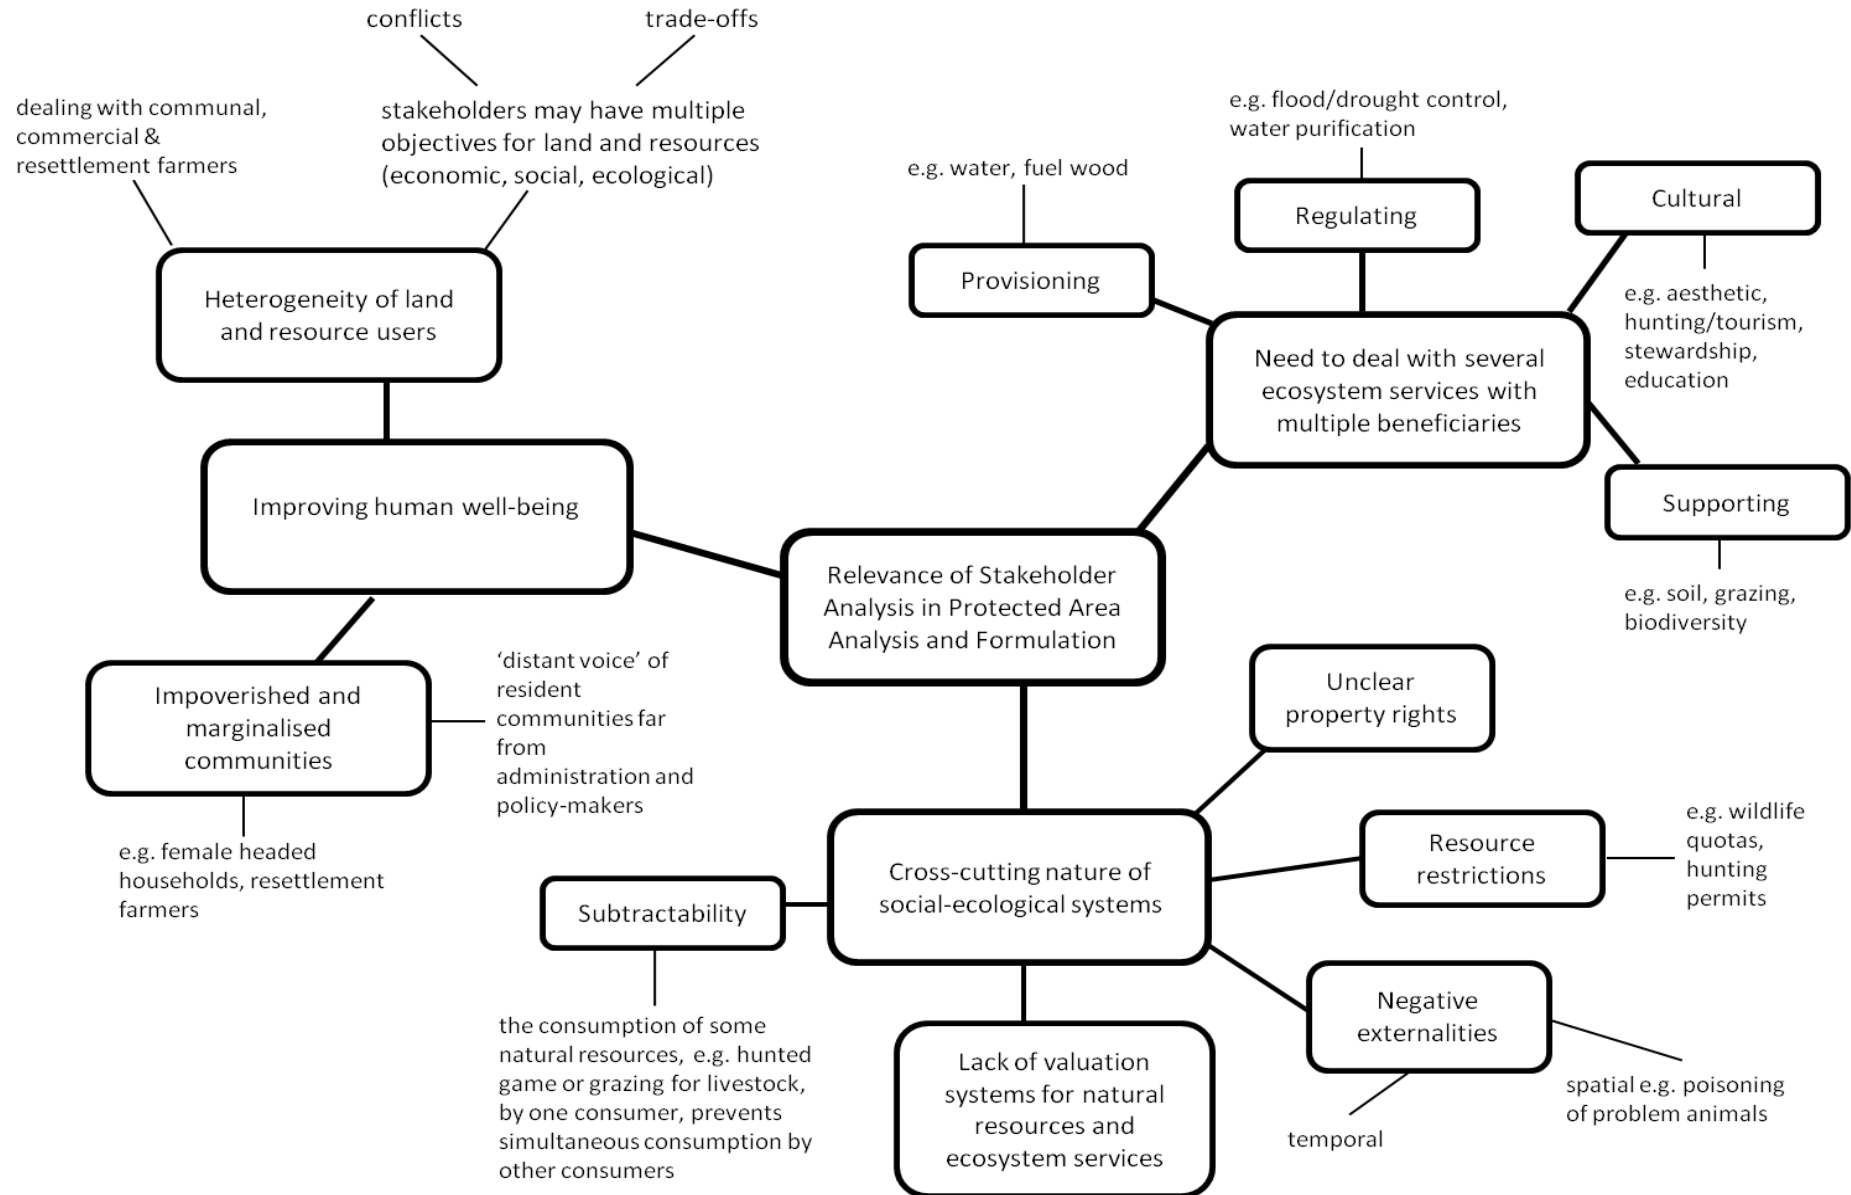 conflicts
trade-offs
dealing with communal,
commercial &
resettlement farmers
stakeholders may have multiple
objectives for land and resources
(economic, social, ecological)
Heterogeneity of land
and resource users
Improving human well-being
Impoverished and
marginalised
communities
‘distant voice’ of
resident
communities far
from
administration and
policy-makers
e.g. female headed
households, resettlement
farmers
Relevance of Stakeholder
Analysis in Protected Area
Analysis and Formulation
e.g. water, fuel wood
Provisioning
e.g. flood/drought control,
water purification
Regulating
Cultural
e.g. aesthetic,
hunting/tourism,
stewardship,
education
Need to deal with several
ecosystem services with
multiple beneficiaries
Supporting
e.g. soil, grazing,
biodiversity
Unclear
property rights
Cross-cutting nature of
social-ecological systems
Resource
restrictions
e.g. wildlife
quotas,
hunting
permits
Subtractability
the consumption of some
natural resources, e.g. hunted
game or grazing for livestock,
by one consumer, prevents
simultaneous consumption by
other consumers
Lack of valuation
systems for natural
resources and
ecosystem services
Negative
externalities
temporal
spatial e.g. poisoning
of problem animals